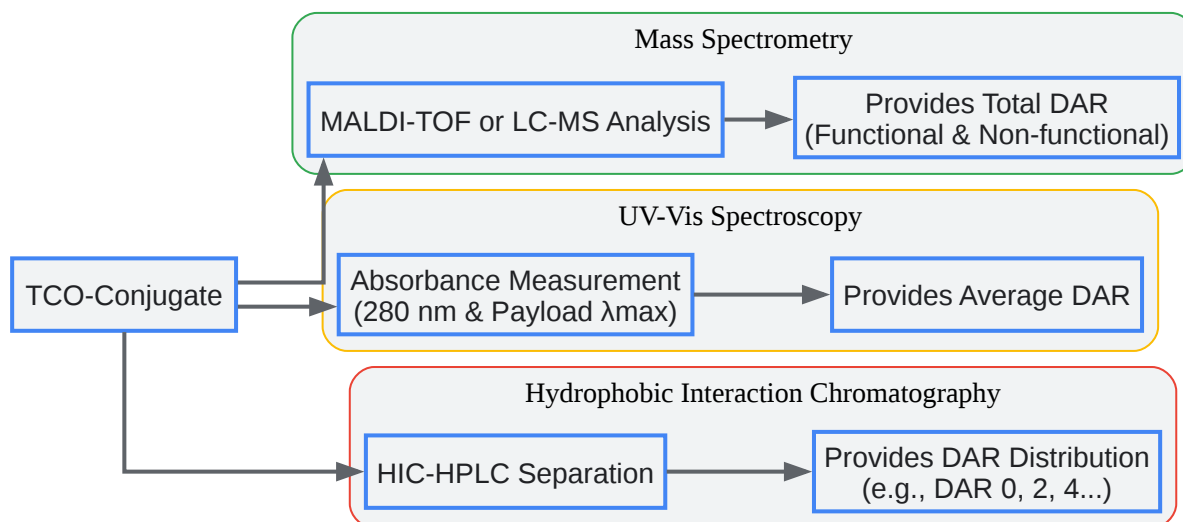 Mass Spectrometry
MALDI-TOF or LC-MS Analysis
Provides Total DAR
(Functional & Non-functional)
UV-Vis Spectroscopy
TCO-Conjugate
Absorbance Measurement
(280 nm & Payload λmax)
Provides Average DAR
Hydrophobic Interaction Chromatography
HIC-HPLC Separation
Provides DAR Distribution
(e.g., DAR 0, 2, 4...)